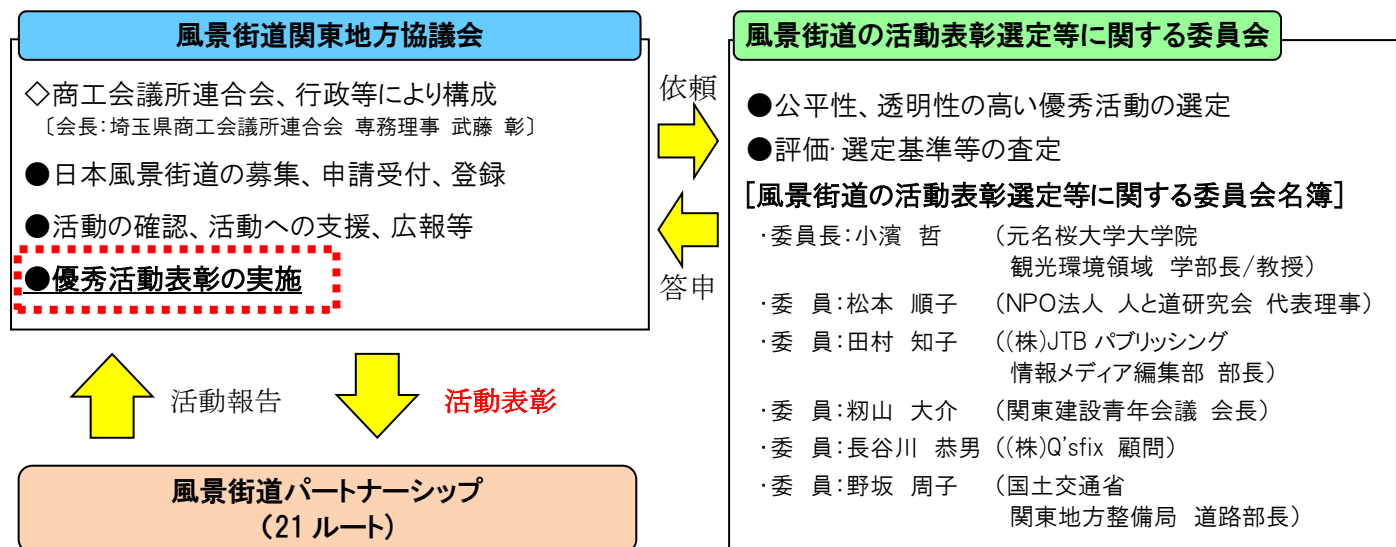 風景街道関東地方協議会
◇商工会議所連合会、行政等により構成
〔会長:埼玉県商工会議所連合会 専務理事 武藤 彰〕
●日本風景街道の募集、申請受付、登録
●活動の確認、活動への支援、広報等
●優秀活動表彰の実施
依頼
答申
風景街道の活動表彰選定等に関する委員会
●公平性、透明性の高い優秀活動の選定
●評価・選定基準等の査定
[風景街道の活動表彰選定等に関する委員会名簿]
・委員長:小濱 哲 (元名桜大学大学院
観光環境領域 学部長/教授)
・委 員:松本 順子 (NPO法人 人と道研究会 代表理事)
・委 員:田村 知子 ((株)JTB パブリッシング
情報メディア編集部 部長)
・委 員:籾山 大介 (関東建設青年会議 会長)
・委 員:長谷川 恭男 ((株)Q'sfix 顧問)
・委 員:野坂 周子 (国土交通省
関東地方整備局 道路部長)
活動報告
活動表彰
風景街道パートナーシップ
(21 ルート)